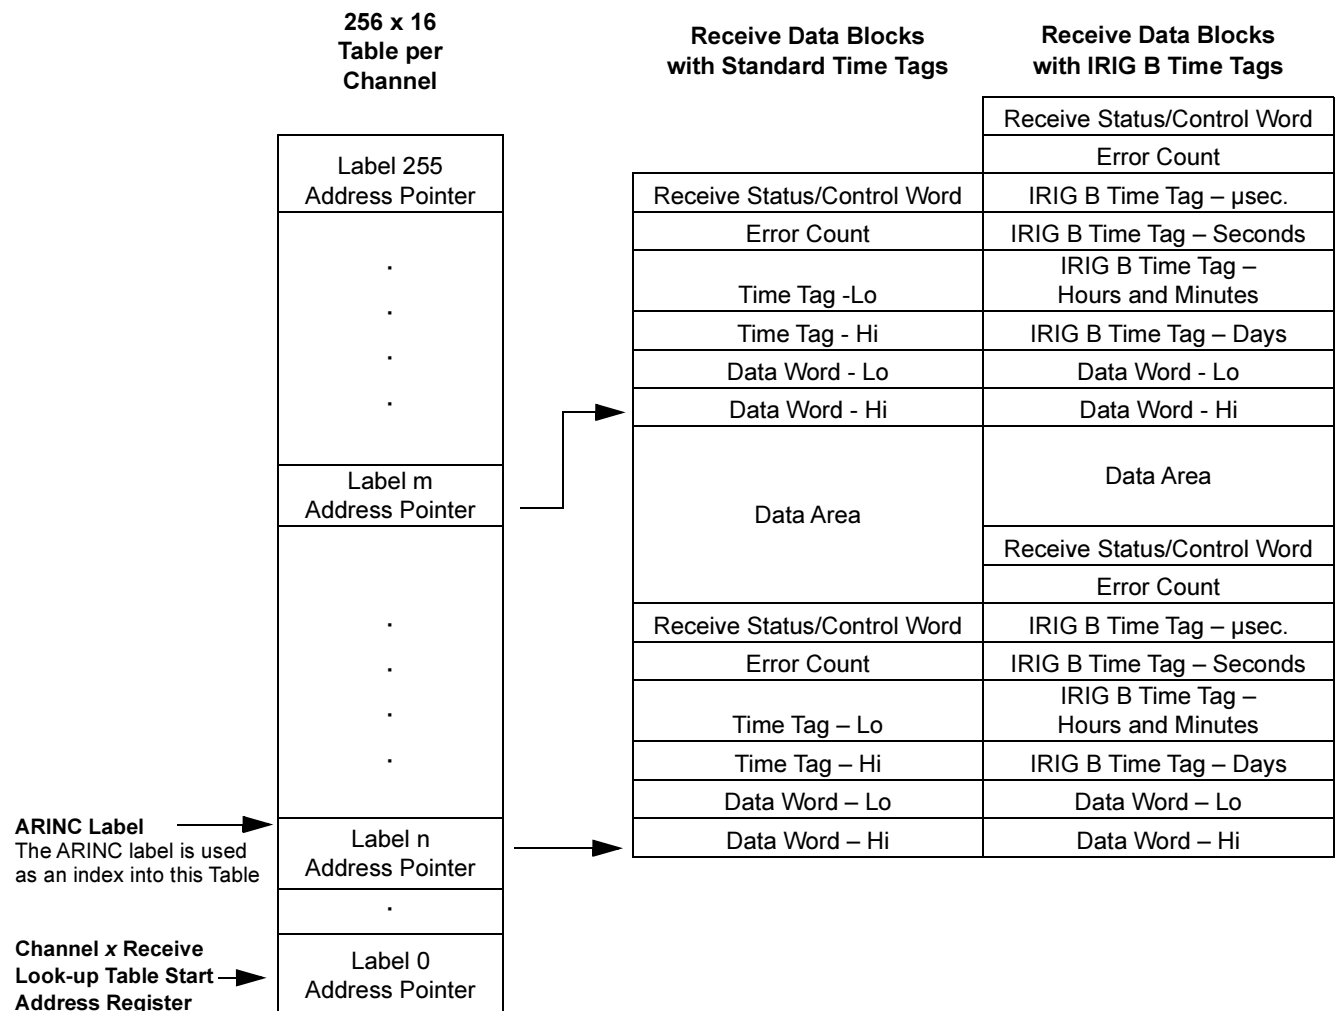 256 x 16
Table per
Channel
Receive Data Blocks
with Standard Time Tags
Receive Data Blocks
with IRIG B Time Tags
Label 255
Address Pointer
.
.
.
.
Label m
Address Pointer
.
.
.
.
Label n
Address Pointer
.
Label 0
Address Pointer
ARINC Label
The ARINC label is used
as an index into this Table
Channel x Receive
Look-up Table Start
Address Register
Receive Status/Control Word
Error Count
Time Tag -Lo
Time Tag - Hi
Data Word - Lo
Data Word - Hi
Data Area
Receive Status/Control Word
Error Count
Time Tag – Lo
Time Tag – Hi
Data Word – Lo
Data Word – Hi
Receive Status/Control Word
Error Count
IRIG B Time Tag – µsec.
IRIG B Time Tag – Seconds
IRIG B Time Tag –
Hours and Minutes
IRIG B Time Tag – Days
Data Word - Lo
Data Word - Hi
Data Area
Receive Status/Control Word
Error Count
IRIG B Time Tag – µsec.
IRIG B Time Tag – Seconds
IRIG B Time Tag –
Hours and Minutes
IRIG B Time Tag – Days
Data Word – Lo
Data Word – Hi